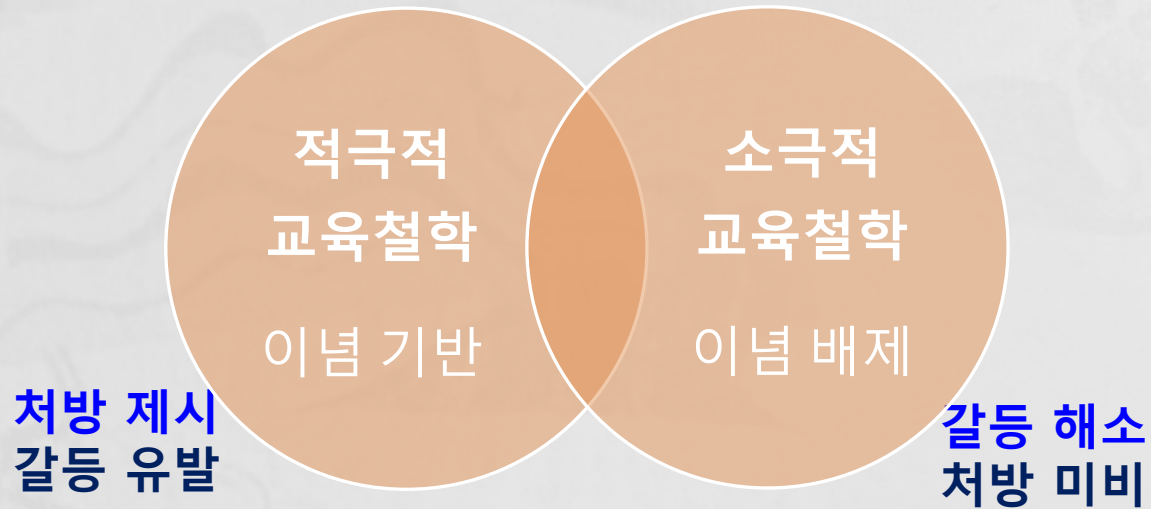 적극적
교육철학
이념 기반
소극적
교육철학
이념 배제
처방 제시
갈등 유발
갈등 해소
처방 미비